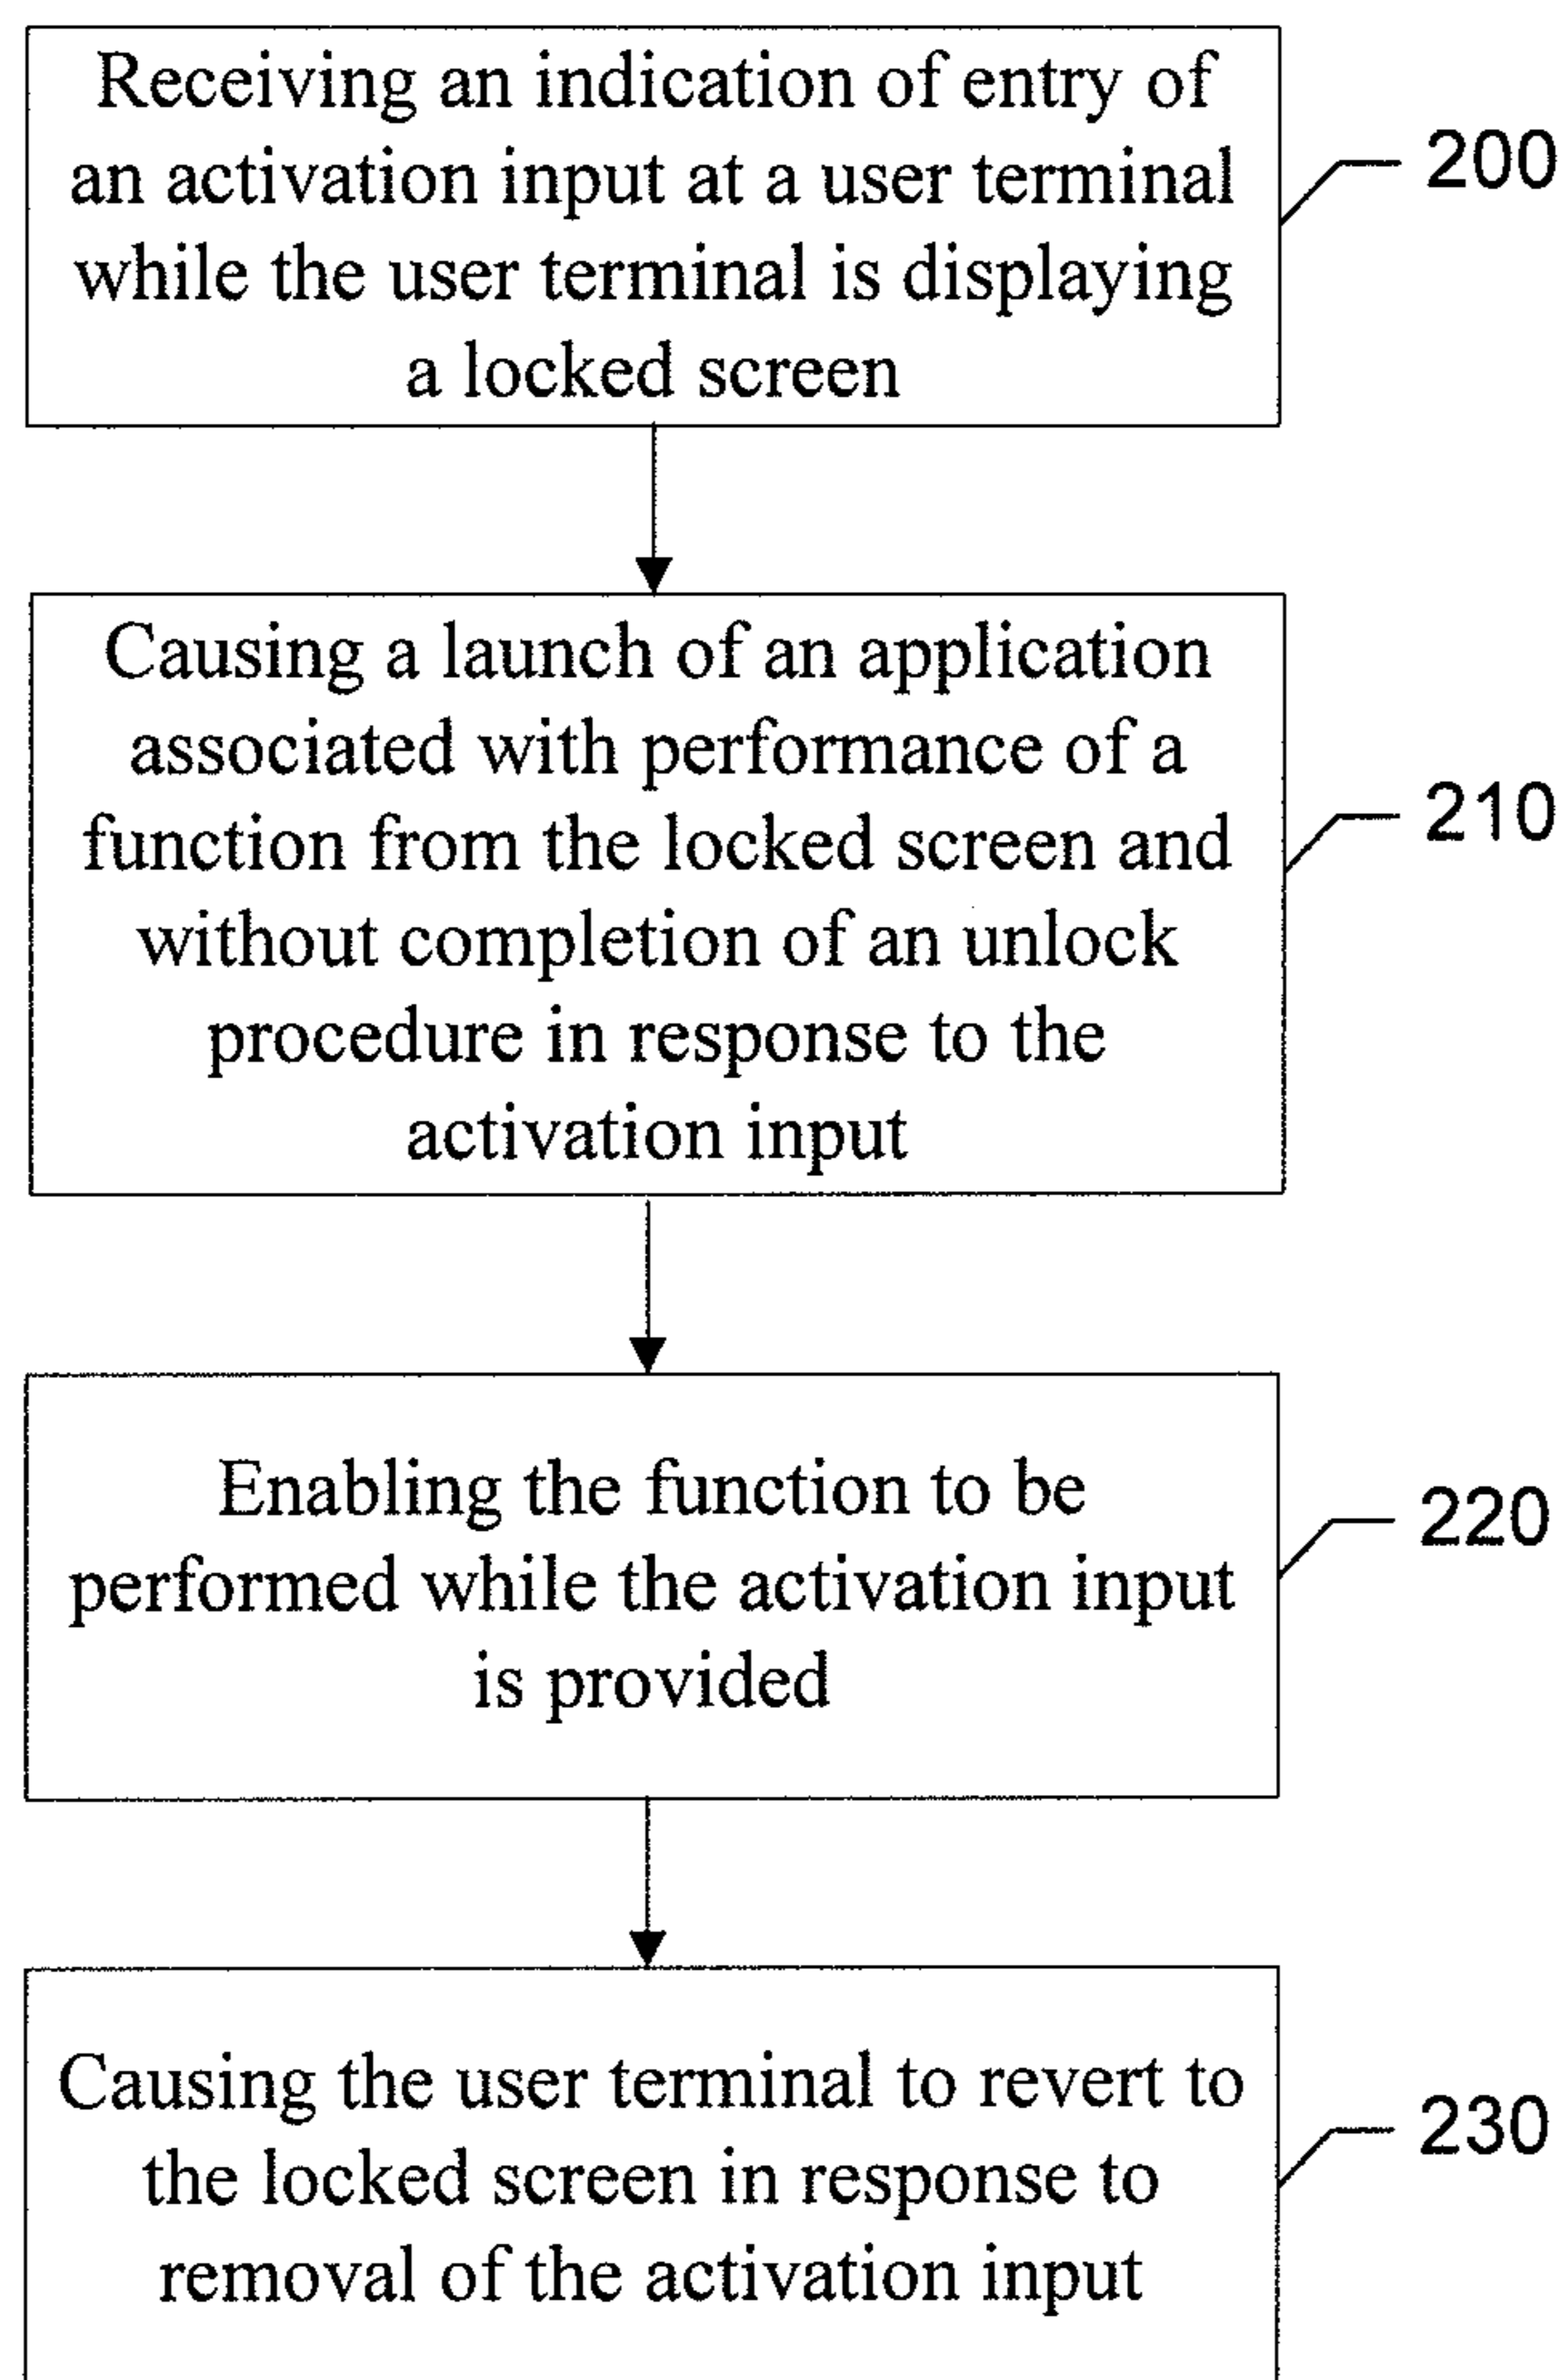 Receiving an indication of entry of
an activation input at a user terminal
while the user terminal is displaying
a locked screen
200
Causing a launch of an application
associated with performance of a
function from the locked screen and
without completion of an unlock
procedure in response to the
activation input
210
Enabling the function to be
performed while the activation input
is provided
220
Causing the user terminal to revert to
the locked screen in response to
removal of the activation input
230